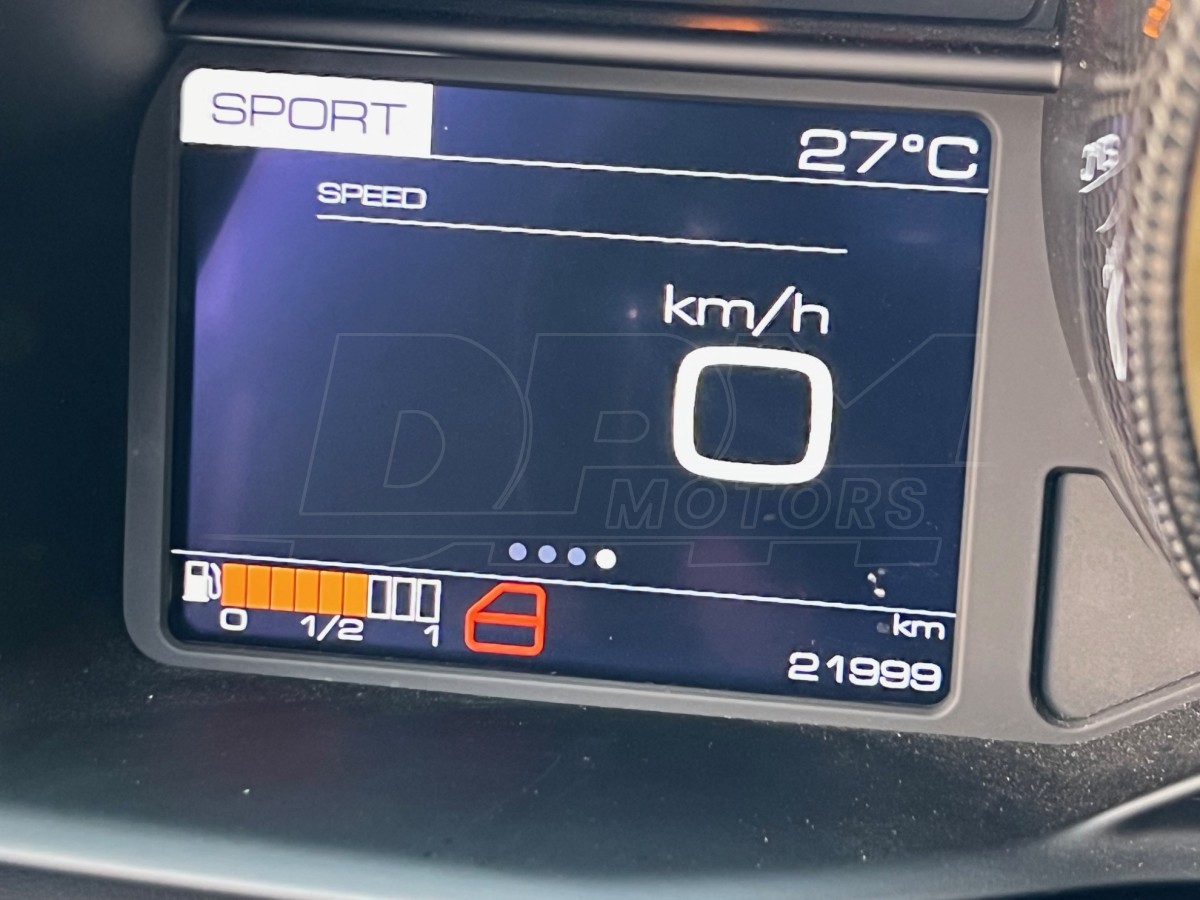 SPORT
27°C
SPEED
km/h
0
DPM
MOTORS
0 1/2 1
km
21999